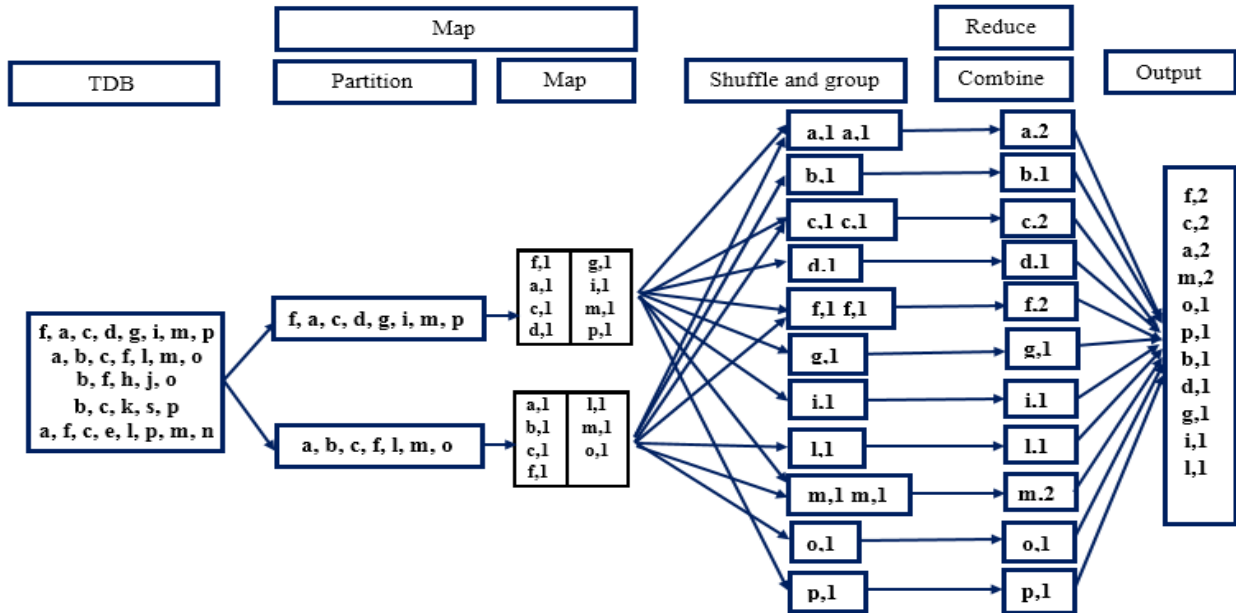 Map
Reduce
TDB
Partition
Map
Shuffle and group
Combine
Output
f, a, c, d, g, i, m, p
a, b, c, f, l, m, o
b, f, h, j, o
b, c, k, s, p
a, f, c, e, l, p, m, n
f, a, c, d, g, i, m, p
a, b, c, f, l, m, o
f,1 g,1
a,1 i,1
c,1 m,1
d,1 p,1
a,1 l,1
b,1 m,1
c,1 o,1
f,1
a,1 a,1
b,1
c,1 c,1
d,1
f,1 f,1
g,1
i,1
l,1
m,1 m,1
o,1
p,1
a,2
b,1
c,2
d,1
f,2
g,1
i,1
l,1
m,2
o,1
p,1
f,2
c,2
a,2
m,2
o,1
p,1
b,1
d,1
g,1
i,1
l,1